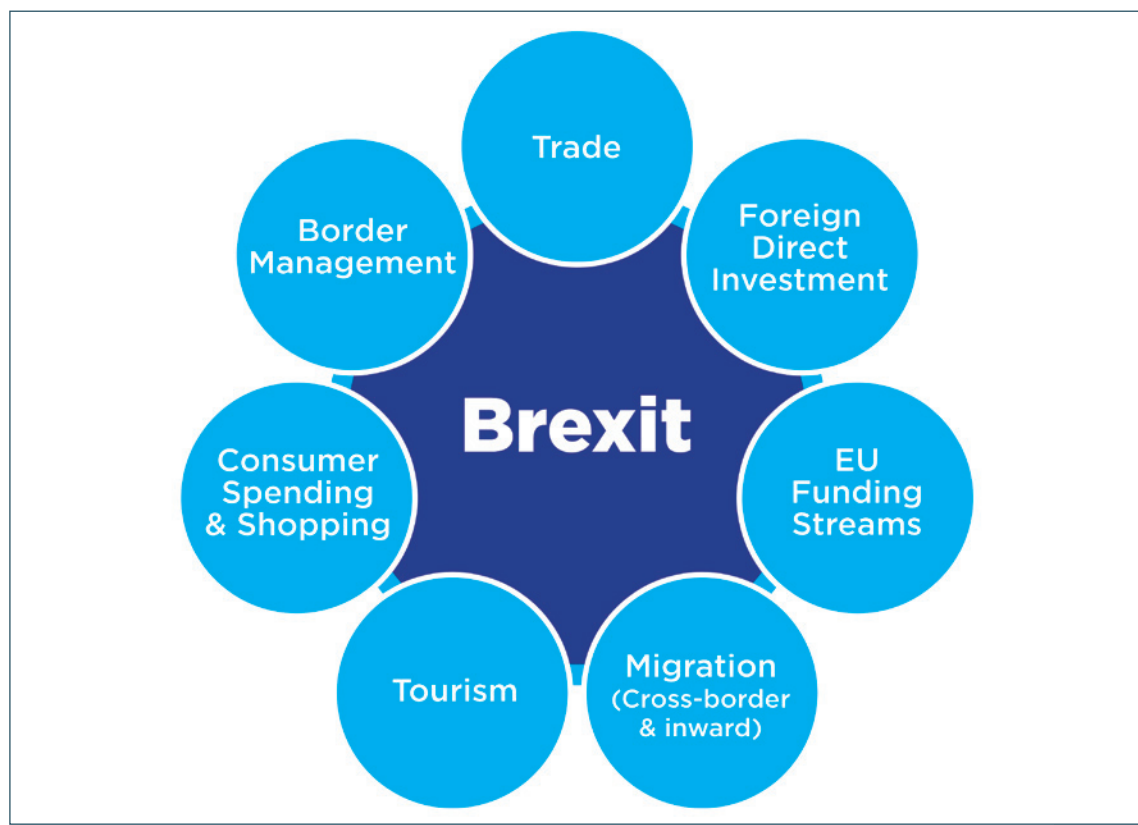 Trade
Foreign
Direct
Investment
EU
Funding
Streams
Migration
(Cross-border
& inward)
Tourism
Consumer
Spending
& Shopping
Border
Management
Brexit